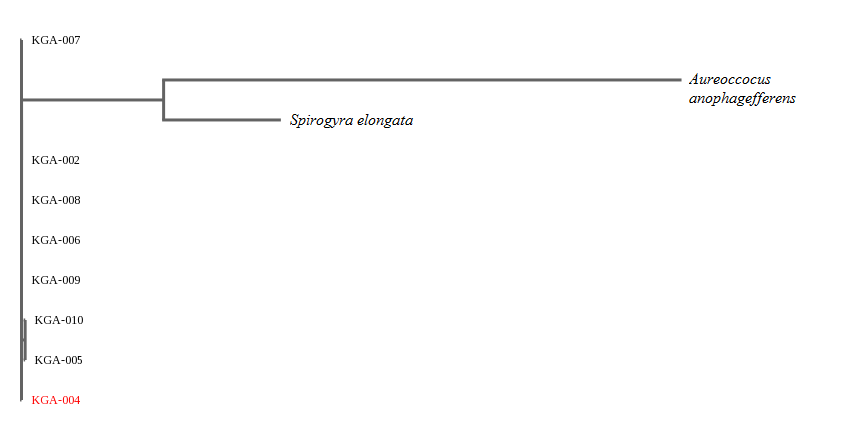 KGA-007
Aureoccocus
anophagefferens
Spirogyra elongata
KGA-002
KGA-008
KGA-006
KGA-009
KGA-010
KGA-005
KGA-004